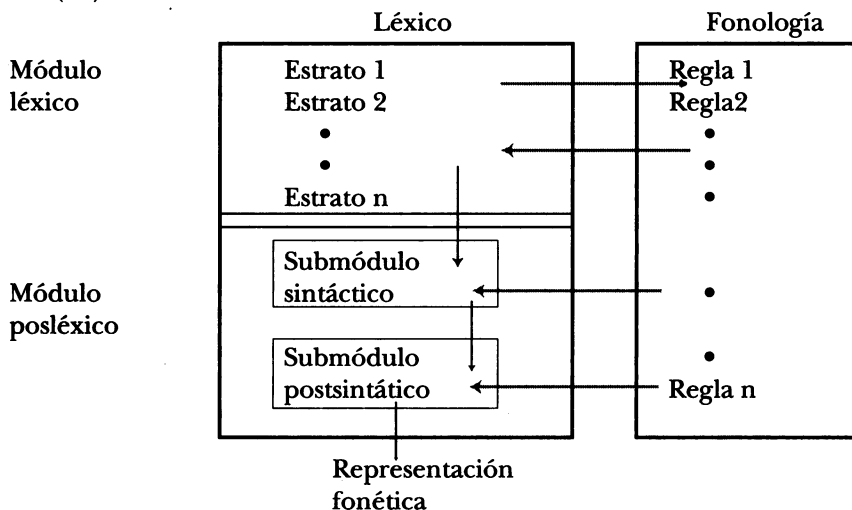 Léxico
Fonología
Módulo
léxico
Estrato 1
Estrato 2
•
•
Estrato n
Regla 1
Regla2
•
•
•
Módulo
posléxico
Submódulo
sintáctico
•
Submódulo
postsintático
•
Regla n
Representación
fonética